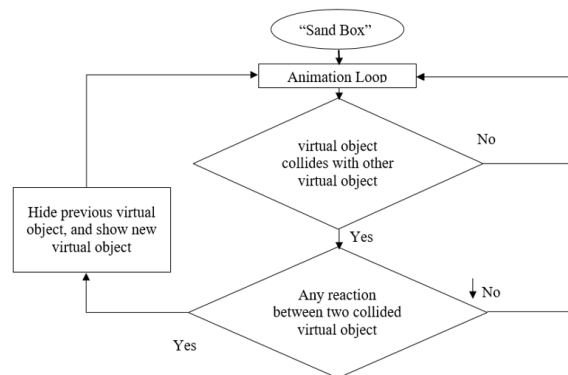 “Sand Box”
Animation Loop
virtual object
collides with other
virtual object
No
Yes
Hide previous virtual
object, and show new
virtual object
Any reaction
between two collided
virtual object
No
Yes